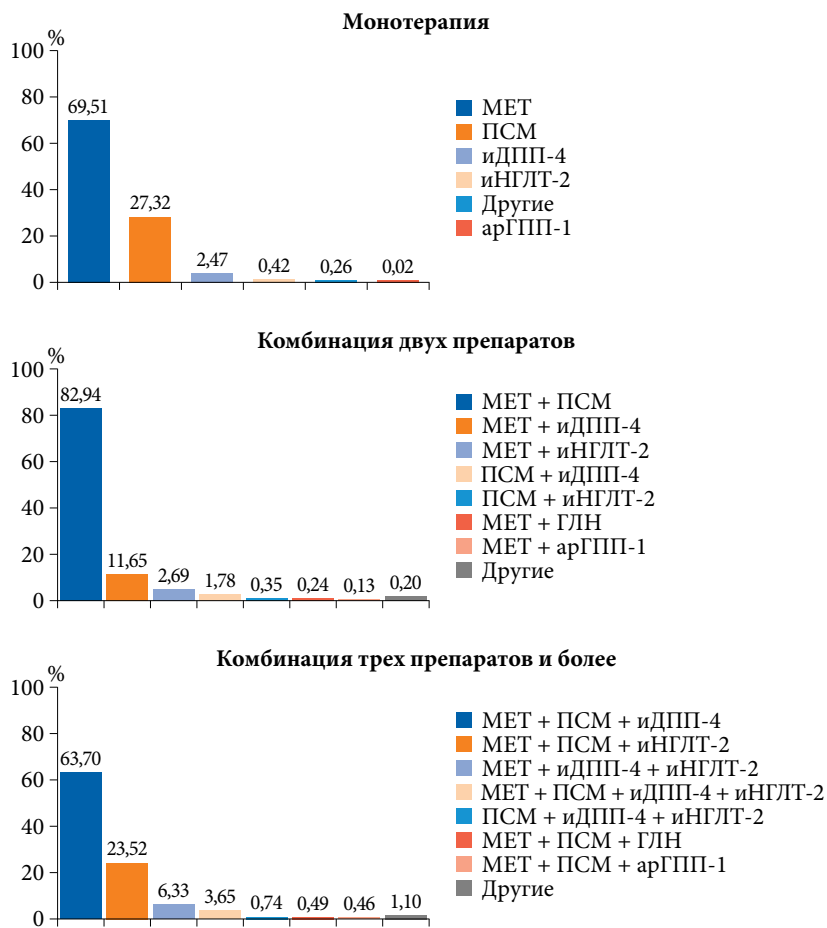 Монотерапия
%
100
80
60
40
20
0
69,51
27,32
2,47
0,42
0,26
0,02
МЕТ
ПСМ
иДПП-4
иНГЛТ-2
Другие
арГПП-1
Комбинация двух препаратов
%
100
80
60
40
20
0
82,94
11,65
2,69
1,78
0,35
0,24
0,13
0,20
МЕТ + ПСМ
МЕТ + иДПП-4
МЕТ + иНГЛТ-2
ПСМ + иДПП-4
ПСМ + иНГЛТ-2
МЕТ + ГЛН
МЕТ + арГПП-1
Другие
Комбинация трех препаратов и более
%
100
80
60
40
20
0
63,70
23,52
6,33
3,65
0,74
0,49
0,46
1,10
МЕТ + ПСМ + иДПП-4
МЕТ + ПСМ + иНГЛТ-2
МЕТ + иДПП-4 + иНГЛТ-2
МЕТ + ПСМ + иДПП-4 + иНГЛТ-2
ПСМ + иДПП-4 + иНГЛТ-2
МЕТ + ПСМ + ГЛН
МЕТ + ПСМ + арГПП-1
Другие